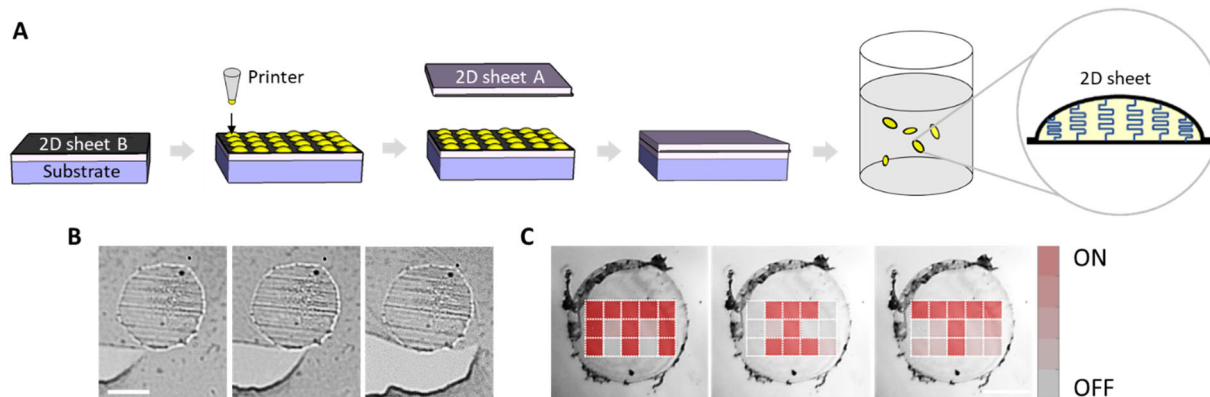 A
Printer
2D sheet A
2D sheet
2D sheet B
Substrate
B
C
ON
OFF